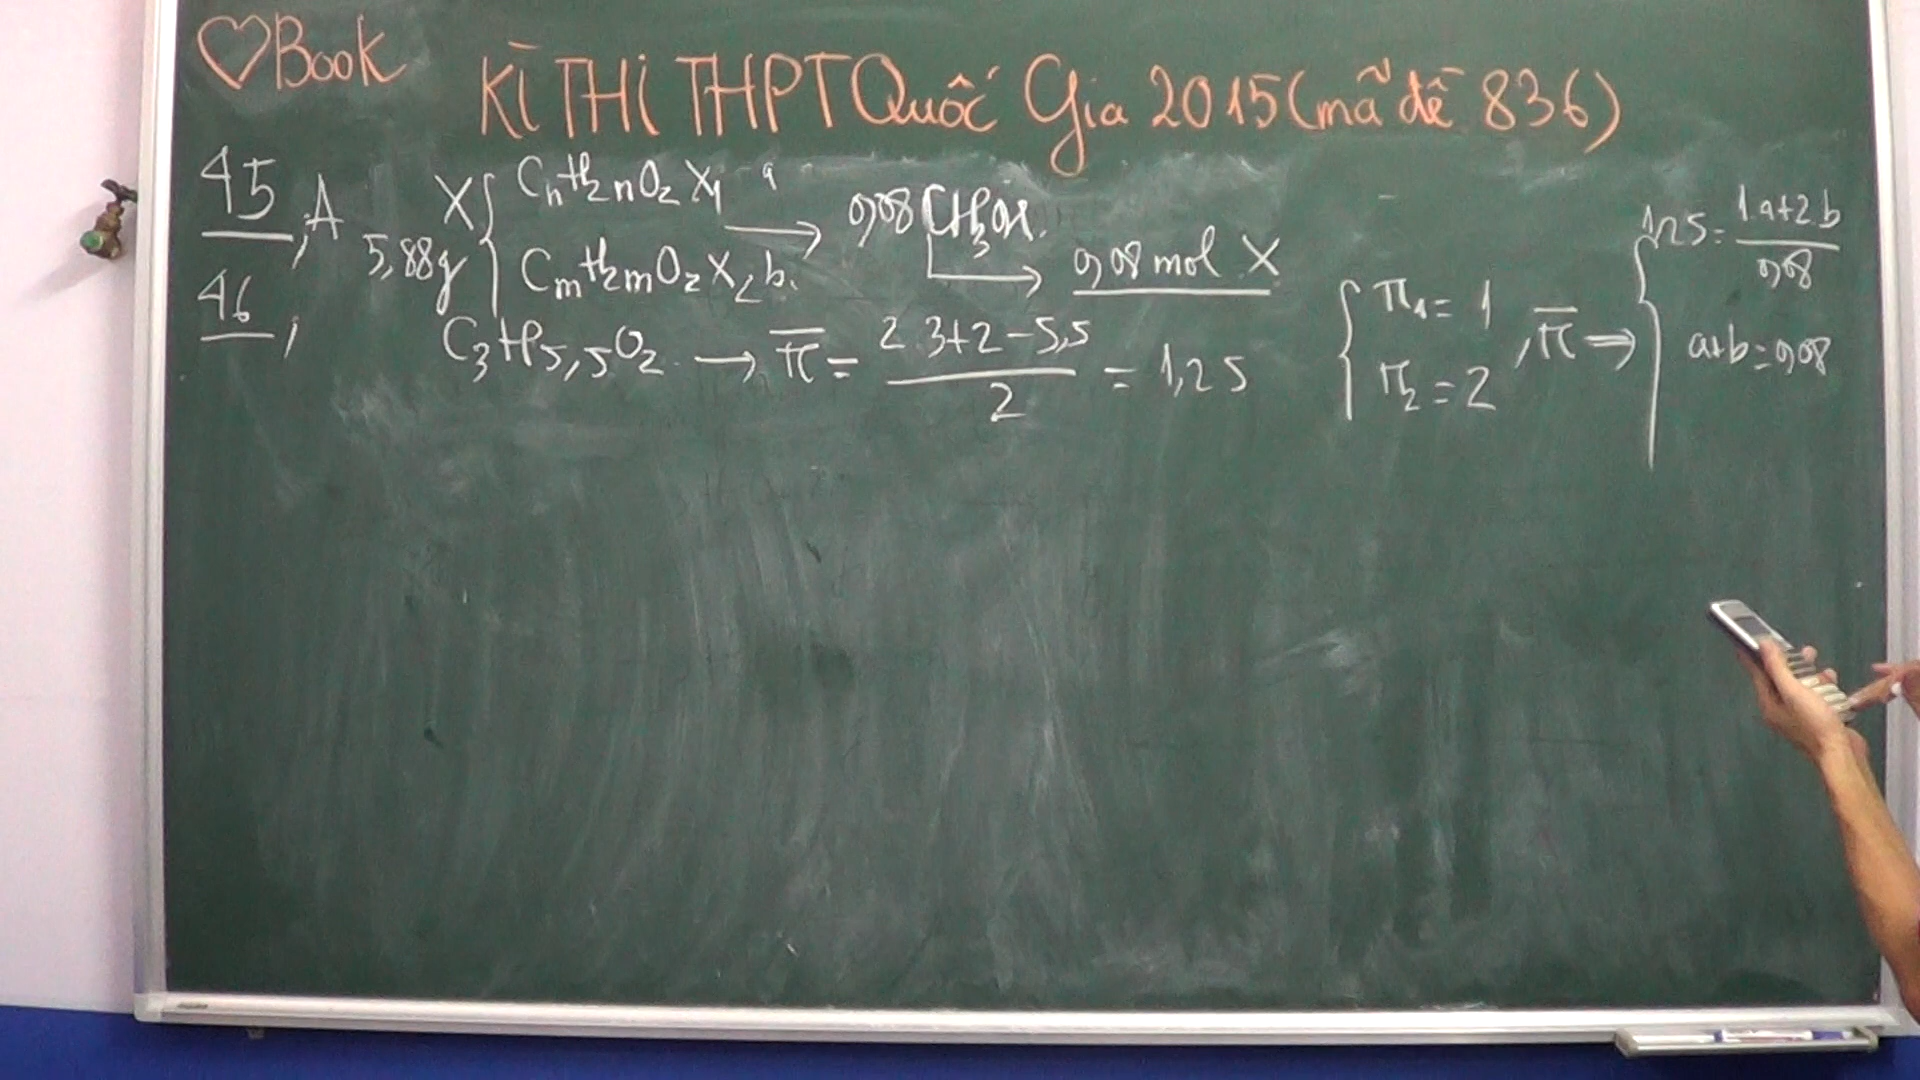 ♡Book
KÌ THI THPT Quốc Gia 2015 (mã đề 836)
45, A
X { CnH2nO2 X1 a
5,88g
CmH2mO2 X2 b.
→ 0,08 CH3OH.
→ 0,08 mol X
46,
C3H5,5O2 → π̄ = (2.3+2-5,5)/2 = 1,25
{ π1 = 1
π2 = 2
, π̄ ⇒ {
1,25 = (1.a+2.b)/0,08
a+b = 0,08